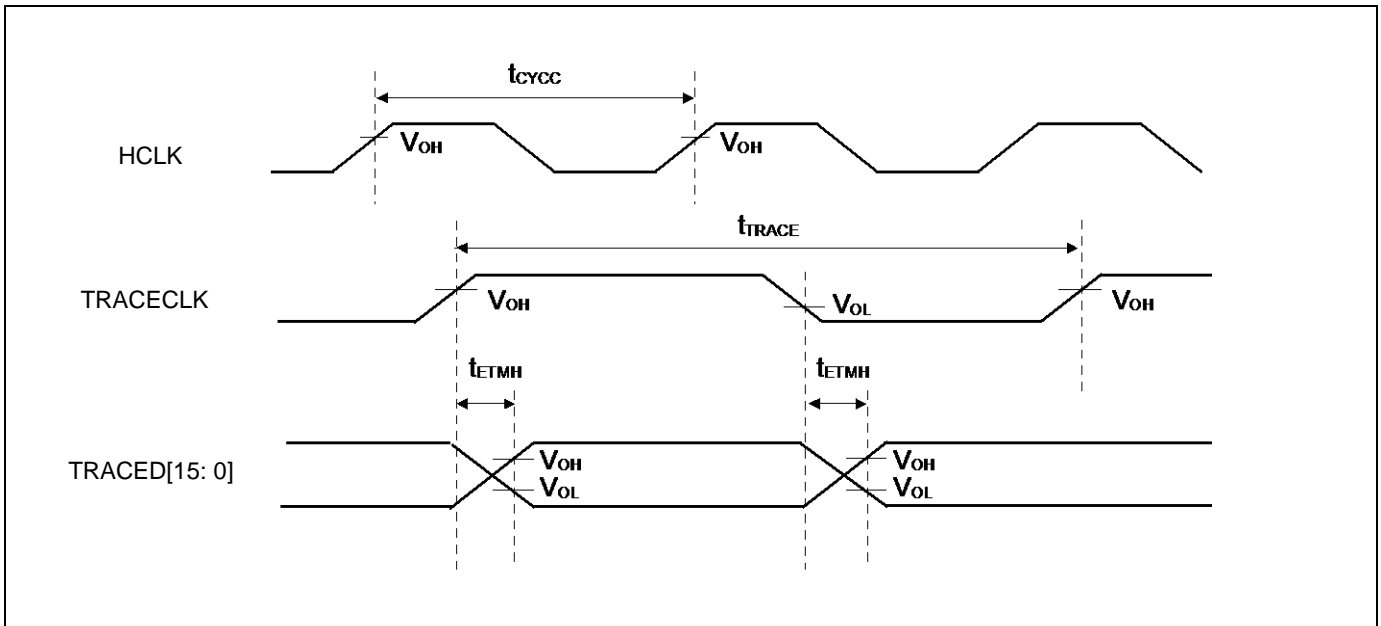 tCYCC
HCLK
VOH
VOH
tTRACE
TRACECLK
VOH
VOL
VOH
tETMH
tETMH
TRACED[15: 0]
VOH
VOH
VOL
VOL